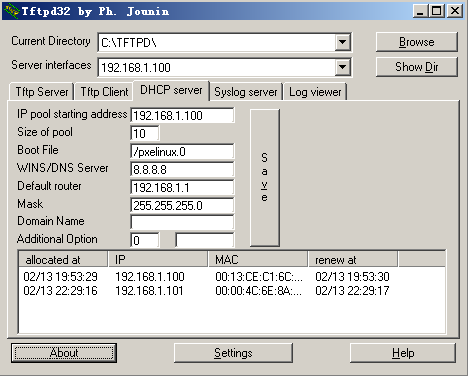 Tftpd32 by Ph. Jounin
Current Directory C:\TFTPD\ Browse
Server interfaces 192.168.1.100 Show Dir
Tftp Server Tftp Client DHCP server Syslog server Log viewer
IP pool starting address 192.168.1.100
Size of pool 10
Boot File /pxelinux.0
WINS/DNS Server 8.8.8.8
Default router 192.168.1.1
Mask 255.255.255.0
Domain Name
Additional Option 0
Save
allocated at IP MAC renew at
02/13 19:53:29 192.168.1.100 00:13:CE:C1:6C:... 02/13 19:53:30
02/13 22:29:16 192.168.1.101 00:00:4C:6E:8A:... 02/13 22:29:17
About Settings Help